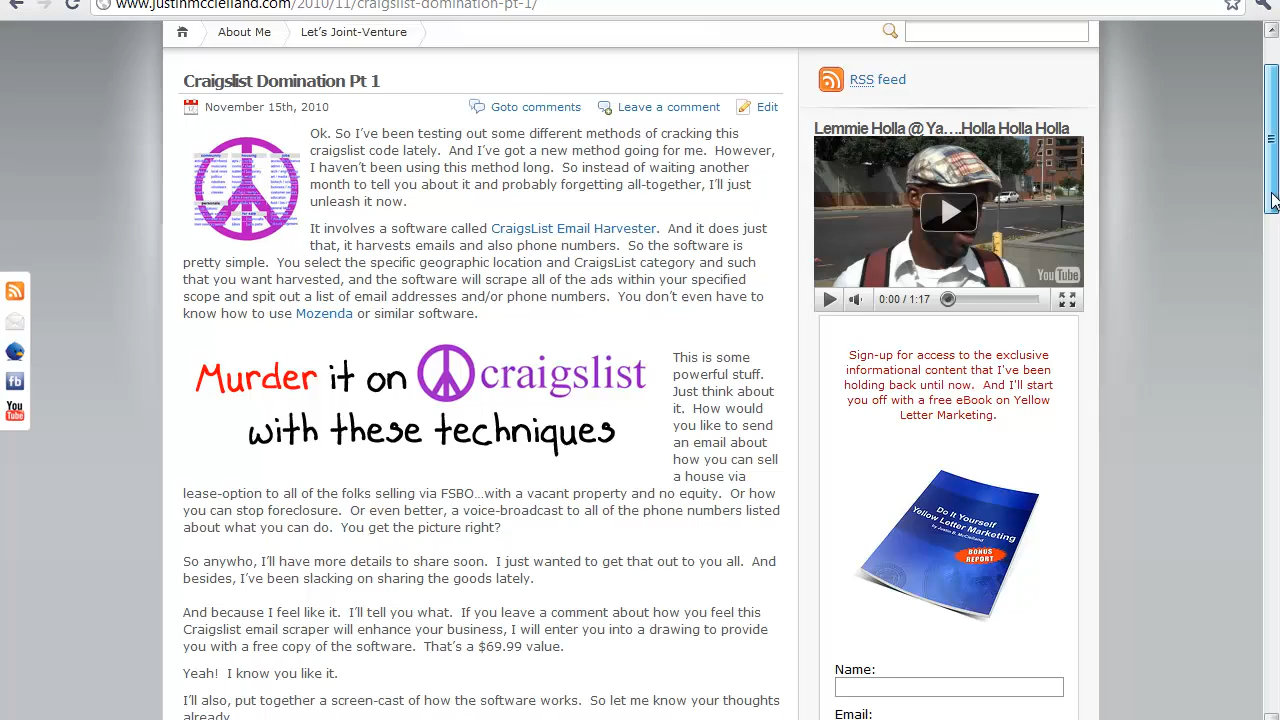 www.justinmcclelland.com/2010/11/craigslist-domination-pt-1/
About Me
Let's Joint-Venture
Craigslist Domination Pt 1
November 15th, 2010
Goto comments
Leave a comment
Edit
Ok. So I've been testing out some different methods of cracking this
craigslist code lately. And I've got a new method going for me. However,
I haven't been using this method long. So instead of waiting another
month to talk about it and probably forgetting all-together. I'll just
unleash it now.
It involves a software called CraigsList Email Harvester. And it does just
that, it harvests emails and also phone numbers. So the software is
pretty simple. You select the specific geographic location and CraigsList category and such
that you want harvested, and the software will scrape all of the ads within your specified
scope and spit out a list of email addresses and/or phone numbers. You don't even have to
know how to use Mozenda or similar software.
Murder it on craigslist
with these techniques
This is some
powerful stuff.
Just think about
it. How would
you like to send
an email about
how you can sell
a house via
lease-option to all of the folks selling via FSBO…with a vacant property and no equity. Or how
you can stop foreclosure. Or even better, a voice-broadcast to all of the phone numbers listed
about what you can do. You get the picture right?
So anywho, I'll have more details to share soon. I just wanted to get that out to you all. And
besides, I've been slacking on sharing the goods lately.
And because I feel like it. I'll tell you what. If you leave a comment about how you feel this
Craigslist email scraper will enhance your business, I will enter you into a drawing to provide
you with a free copy of the software. That's a $69.99 value.
Yeah! I know you like it.
I'll also, put together a screen-cast of how the software works. So let me know your thoughts
already.
RSS feed
Lemmie Holla @ Ya....Holla Holla Holla
YouTube
0:00 / 1:17
Sign-up for access to the exclusive
informational content that I've been
holding back until now. And I'll start
you off with a free eBook on Yellow
Letter Marketing.
Do It Yourself
Yellow Letter Marketing
by Justin B. McClelland
BONUS
REPORT
Name:
Email:
fb
You
Tube